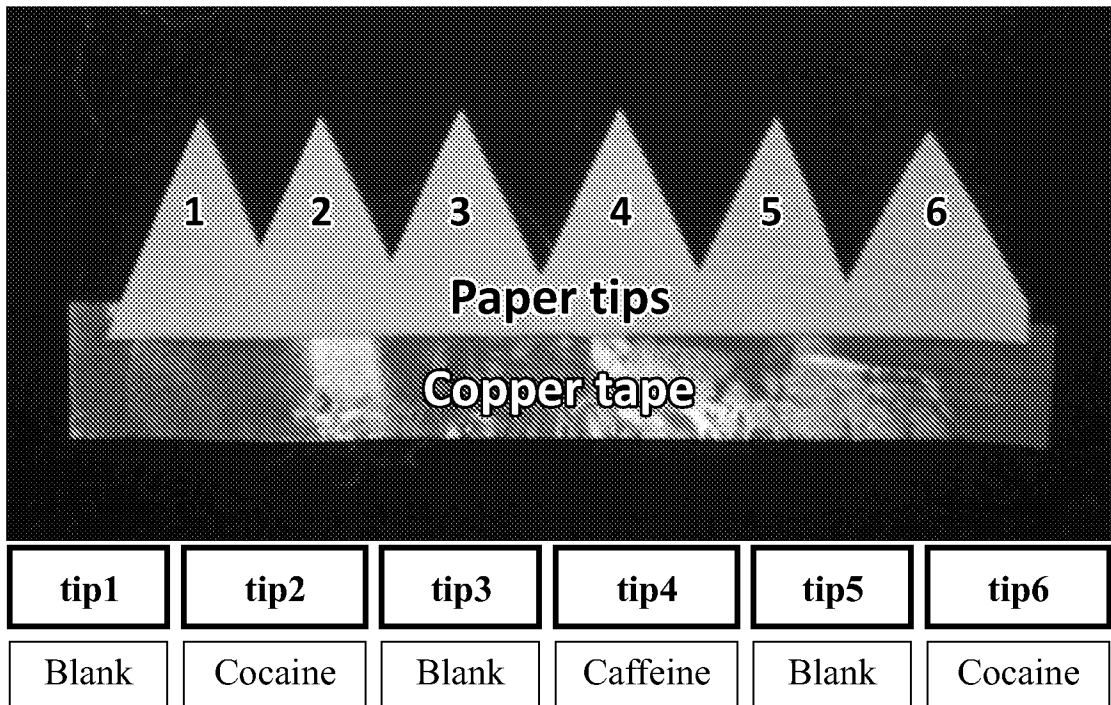 1 2 3 4 5 6
Paper tips
Copper tape
tip1 tip2 tip3 tip4 tip5 tip6
Blank Cocaine Blank Caffeine Blank Cocaine